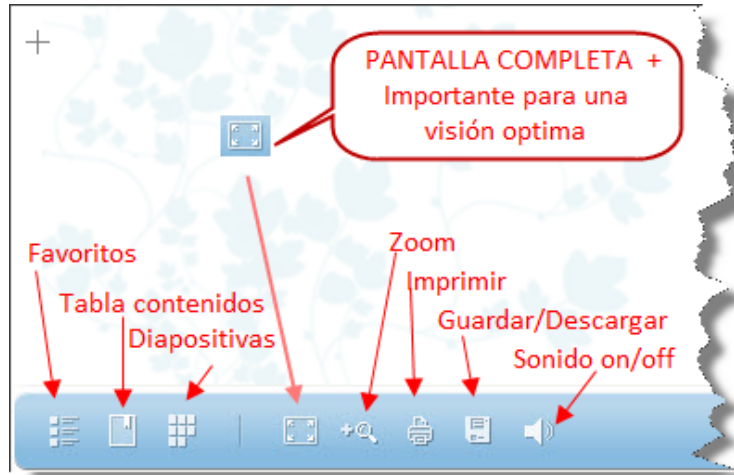 PANTALLA COMPLETA +
Importante para una
visión optima
Favoritos
Zoom
Tabla contenidos
Imprimir
Diapositivas
Guardar/Descargar
Sonido on/off